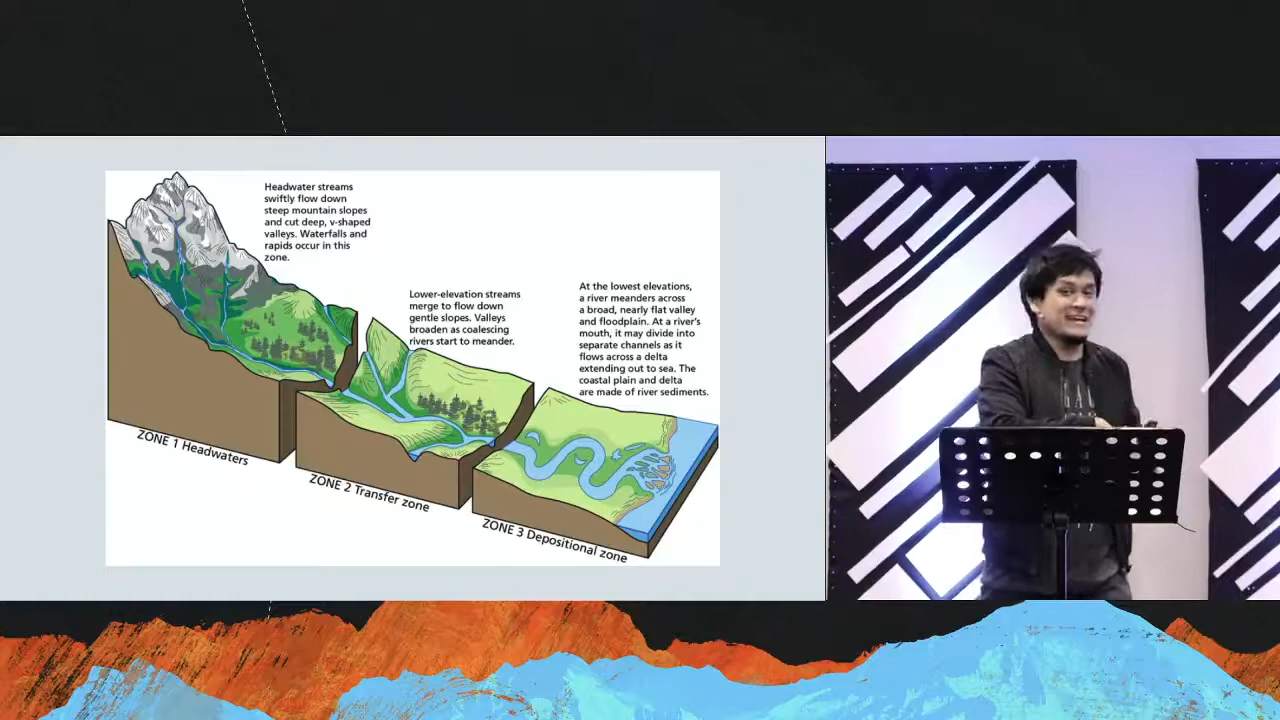 Headwater streams
swiftly flow down
steep mountain slopes
and cut deep, v-shaped
valleys. Waterfalls and
rapids occur in this
zone.
Lower-elevation streams
merge to flow down
gentle slopes. Valleys
broaden as coalescing
rivers start to meander.
At the lowest elevations,
a river meanders across
a broad, nearly flat valley
and floodplain. At a river's
mouth, it may divide into
separate channels as it
flows across a delta
extending out to sea. The
coastal plain and delta
are made of river sediments.
ZONE 1 Headwaters
ZONE 2 Transfer zone
ZONE 3 Depositional zone